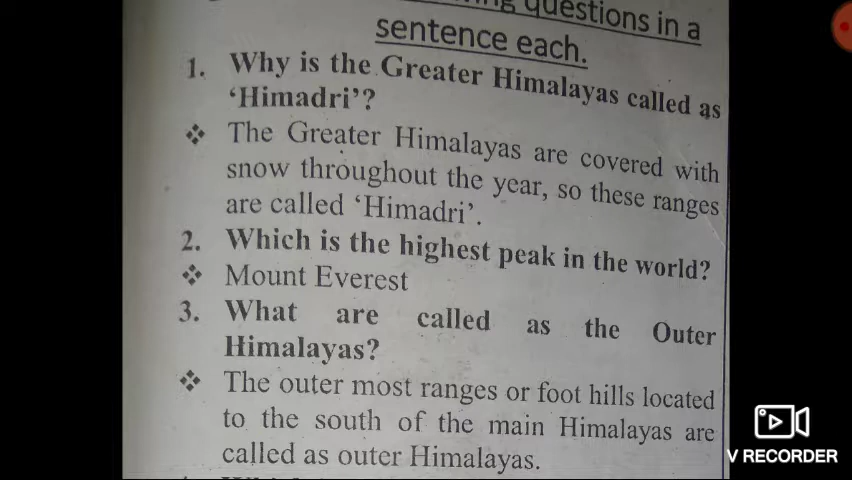 questions in a
sentence each.
1. Why is the Greater Himalayas called as
‘Himadri’?
❖ The Greater Himalayas are covered with
snow throughout the year, so these ranges
are called ‘Himadri’.
2. Which is the highest peak in the world?
❖ Mount Everest
3. What are called as the Outer
Himalayas?
❖ The outer most ranges or foot hills located
to the south of the main Himalayas are
called as outer Himalayas.
V RECORDER